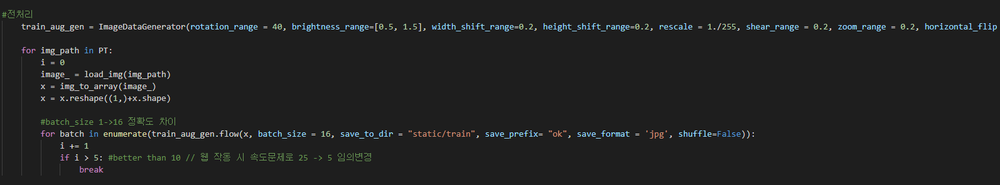 #전처리
train_aug_gen = ImageDataGenerator(rotation_range = 40, brightness_range=[0.5, 1.5], width_shift_range=0.2, height_shift_range=0.2, rescale = 1./255, shear_range = 0.2, zoom_range = 0.2, horizontal_flip
for img_path in PT:
i = 0
image_ = load_img(img_path)
x = img_to_array(image_)
x = x.reshape((1,)+x.shape)
#batch_size 1->16 정확도 차이
for batch in enumerate(train_aug_gen.flow(x, batch_size = 16, save_to_dir = "static/train", save_prefix= "ok", save_format = 'jpg', shuffle=False)):
i += 1
if i > 5: #better than 10 // 웹 작동 시 속도문제로 25 -> 5 임의변경
break